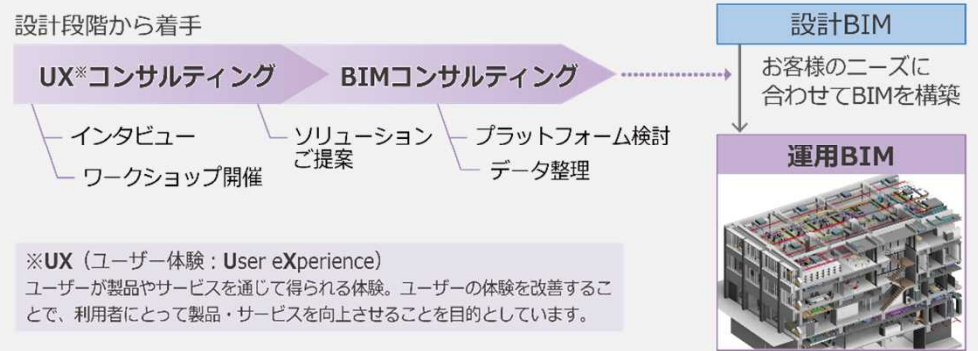 設計段階から着手
UX※コンサルティング
BIMコンサルティング
インタビュー
ワークショップ開催
ソリューション
ご提案
プラットフォーム検討
データ整理
設計BIM
お客様のニーズに
合わせてBIMを構築
運用BIM
※UX（ユーザー体験：User eXperience）
ユーザーが製品やサービスを通じて得られる体験。ユーザーの体験を改善するこ
とで、利用者にとって製品・サービスを向上させることを目的としています。